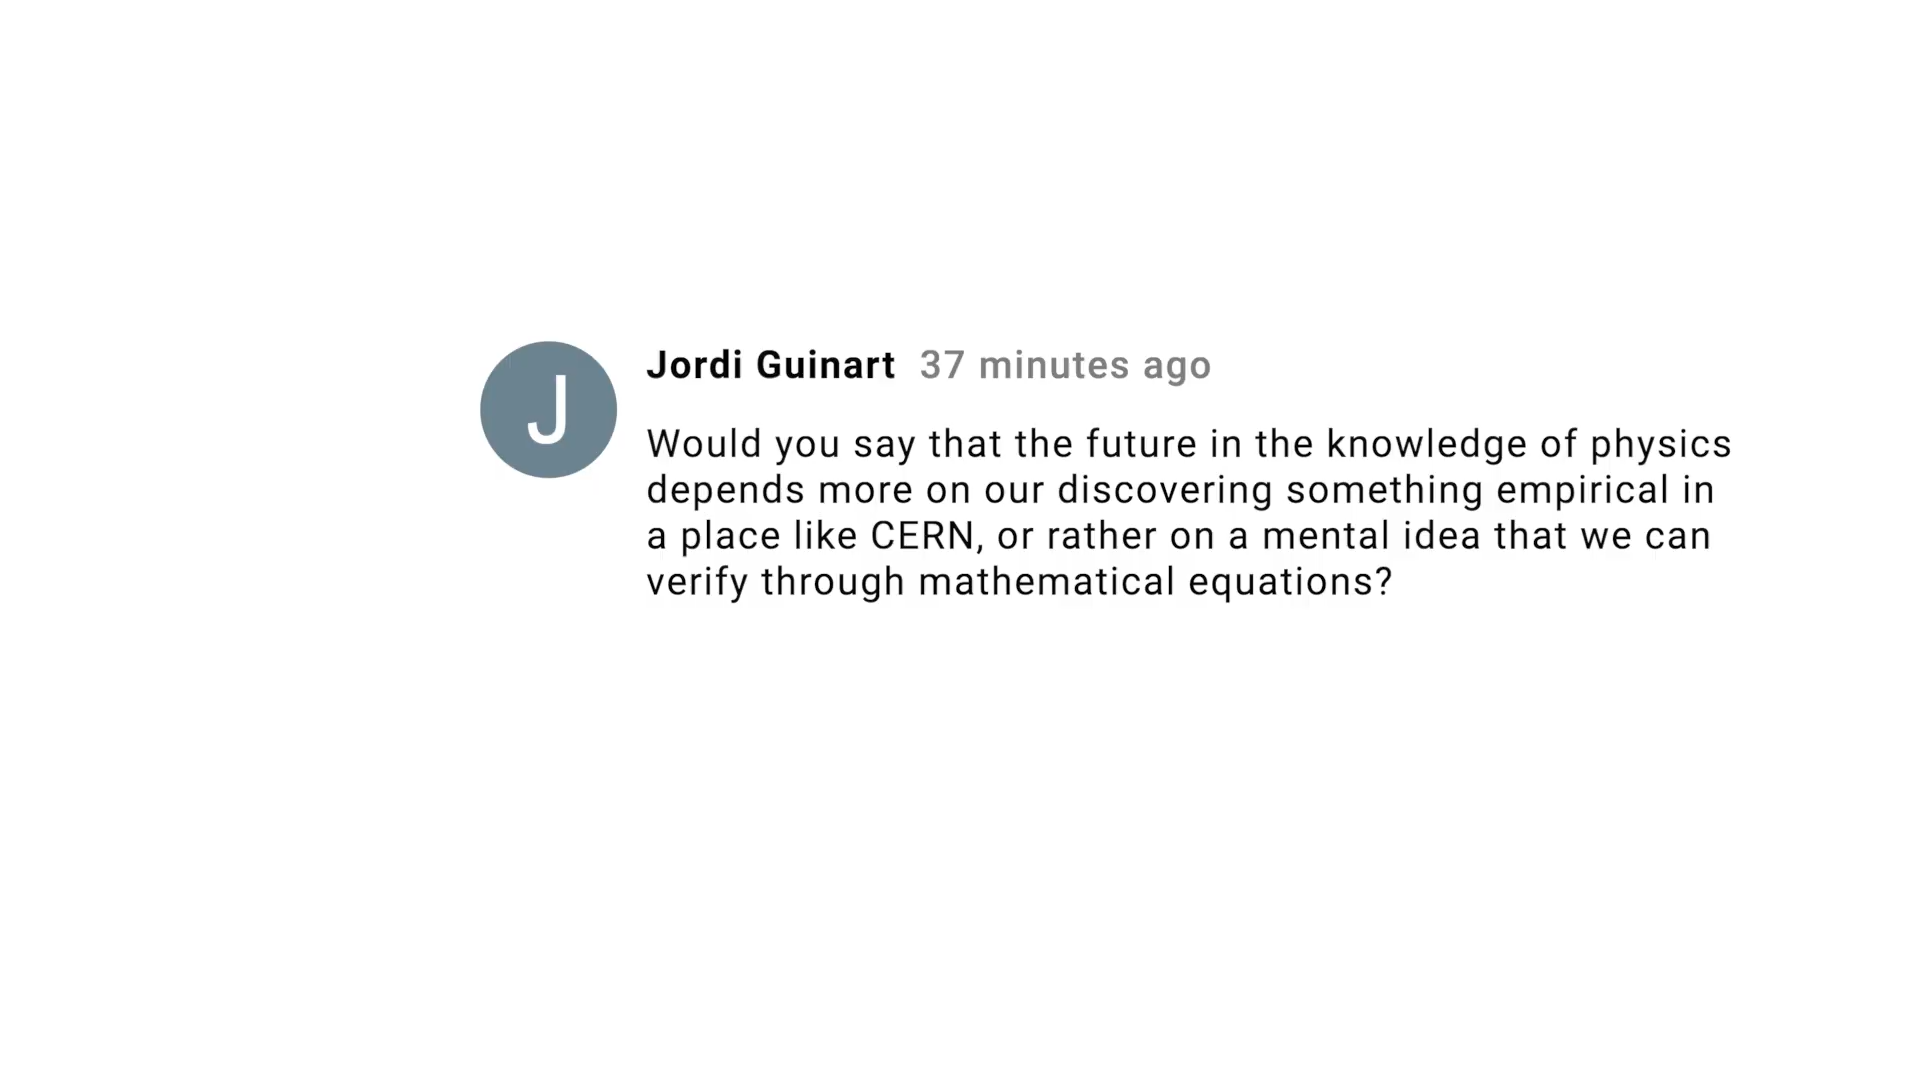 J
Jordi Guinart 37 minutes ago
Would you say that the future in the knowledge of physics
depends more on our discovering something empirical in
a place like CERN, or rather on a mental idea that we can
verify through mathematical equations?